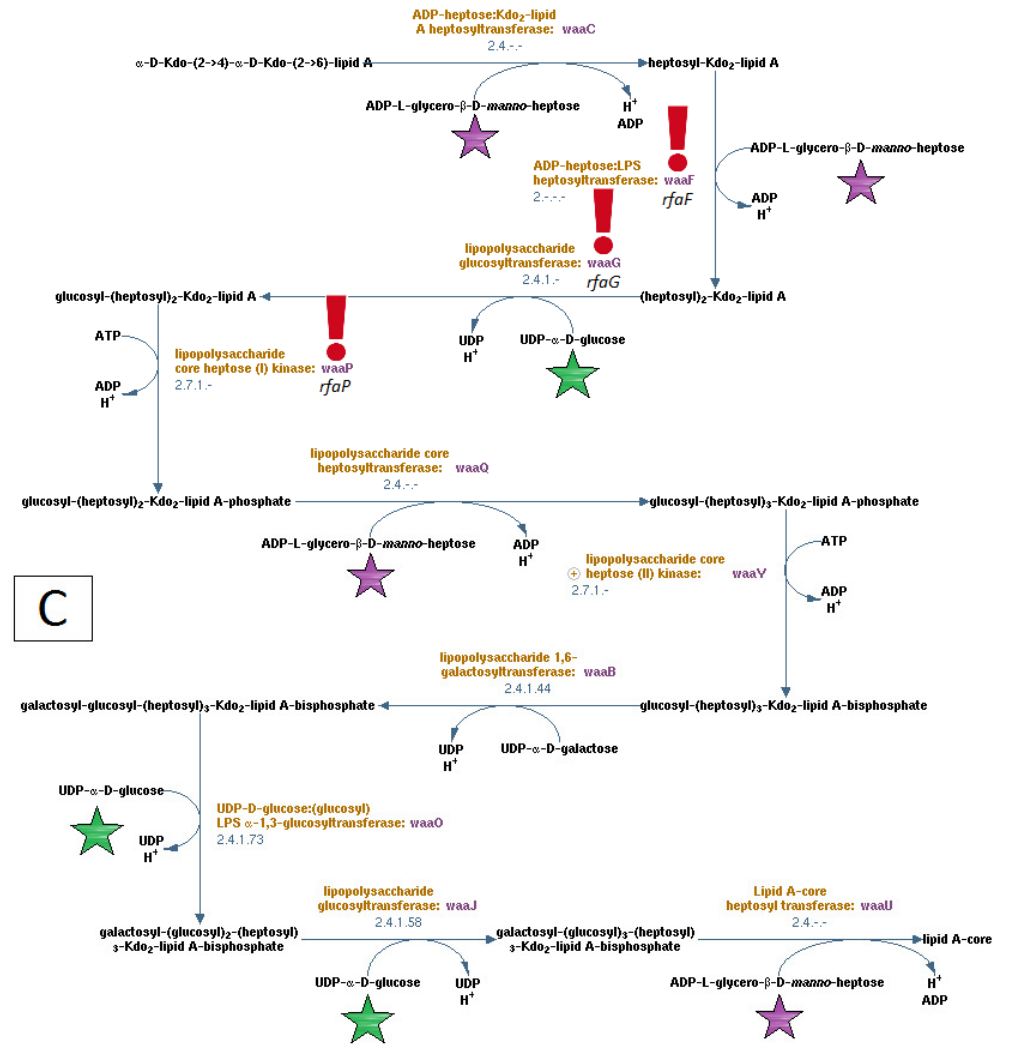 ADP-heptose:Kdo₂-lipid
A heptosyltransferase: waaC
2.4.-.-
α-D-Kdo-(2->4)-α-D-Kdo-(2->6)-lipid A
heptosyl-Kdo₂-lipid A
ADP-L-glycero-β-D-manno-heptose
H⁺
ADP
ADP-L-glycero-β-D-manno-heptose
ADP-heptose:LPS
heptosyltransferase: waaF
2.-.-.-
rfaF
ADP
H⁺
lipopolysaccharide
glucosyltransferase: waaG
2.4.1.-
rfaG
glucosyl-(heptosyl)₂-Kdo₂-lipid A
(heptosyl)₂-Kdo₂-lipid A
UDP
H⁺
UDP-α-D-glucose
ATP
lipopolysaccharide
core heptose (I) kinase: waaP
2.7.1.-
rfaP
ADP
H⁺
lipopolysaccharide core
heptosyltransferase: waaQ
2.4.-.-
glucosyl-(heptosyl)₂-Kdo₂-lipid A-phosphate
glucosyl-(heptosyl)₃-Kdo₂-lipid A-phosphate
ADP-L-glycero-β-D-manno-heptose
ADP
H⁺
ATP
lipopolysaccharide core
heptose (II) kinase: waaY
2.7.1.-
ADP
H⁺
C
lipopolysaccharide 1,6-
galactosyltransferase: waaB
2.4.1.44
galactosyl-glucosyl-(heptosyl)₃-Kdo₂-lipid A-bisphosphate
glucosyl-(heptosyl)₃-Kdo₂-lipid A-bisphosphate
UDP
H⁺
UDP-α-D-galactose
UDP-α-D-glucose
UDP-D-glucose:(glucosyl)
LPS α-1,3-glucosyltransferase: waaO
2.4.1.73
UDP
H⁺
lipopolysaccharide
glucosyltransferase: waaJ
2.4.1.58
Lipid A-core
heptosyl transferase: waaU
2.4.-.-
galactosyl-(glucosyl)₂-(heptosyl)
₃-Kdo₂-lipid A-bisphosphate
galactosyl-(glucosyl)₃-(heptosyl)
₃-Kdo₂-lipid A-bisphosphate
lipid A-core
UDP-α-D-glucose
UDP
H⁺
ADP-L-glycero-β-D-manno-heptose
H⁺
ADP